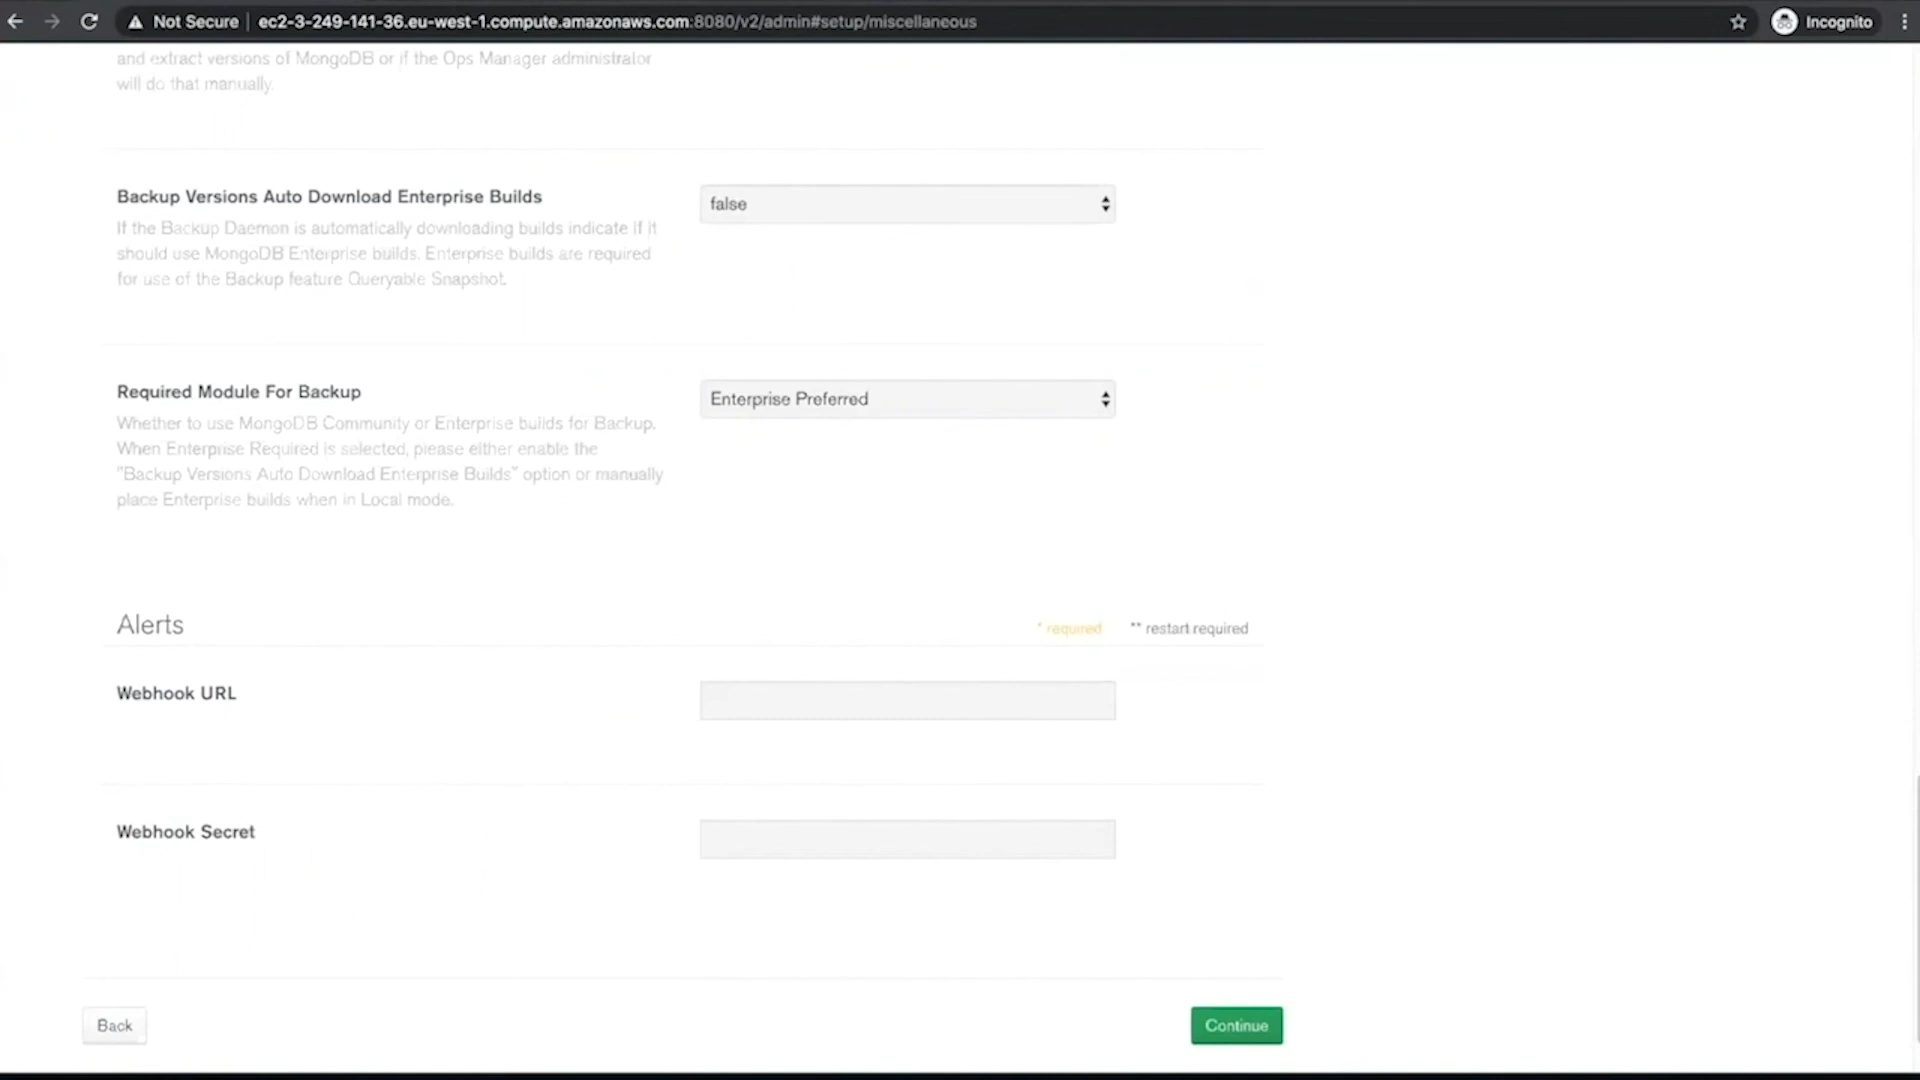 Not Secure
ec2-3-249-141-36.eu-west-1.compute.amazonaws.com:8080/v2/admin#setup/miscellaneous
Incognito
and extract versions of MongoDB or if the Ops Manager administrator
will do that manually.
Backup Versions Auto Download Enterprise Builds
false
If the Backup Daemon is automatically downloading builds indicate if it
should use MongoDB Enterprise builds. Enterprise builds are required
for use of the Backup feature Queryable Snapshot.
Required Module For Backup
Enterprise Preferred
Whether to use MongoDB Community or Enterprise builds for Backup.
When Enterprise Required is selected, please either enable the
"Backup Versions Auto Download Enterprise Builds" option or manually
place Enterprise builds when in Local mode.
Alerts
* required
** restart required
Webhook URL
Webhook Secret
Back
Continue